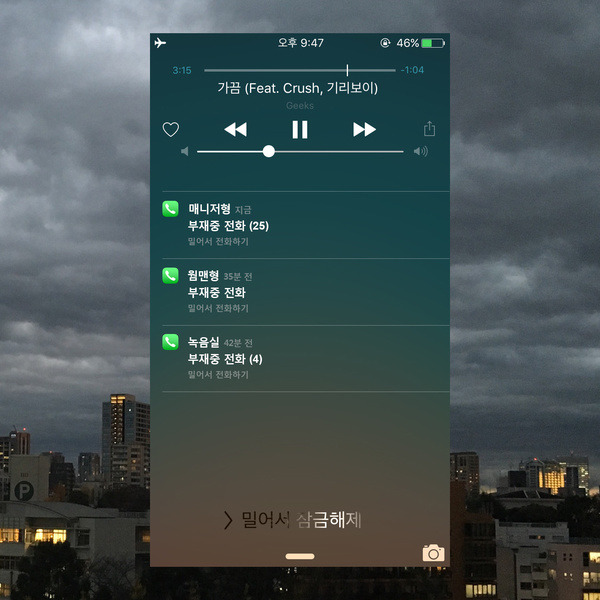 오후 9:47
46%
3:15
-1:04
가끔 (Feat. Crush, 기리보이)
Geeks
매니저형 지금
부재중 전화 (25)
밀어서 전화하기
웜맨형 35분 전
부재중 전화
밀어서 전화하기
녹음실 42분 전
부재중 전화 (4)
밀어서 전화하기
> 밀어서 잠금해제
P